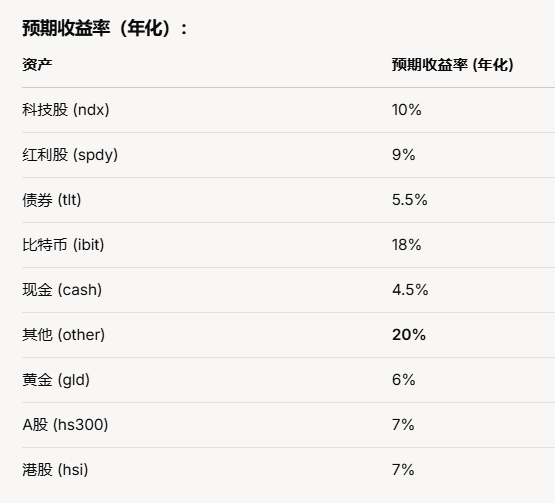 预期收益率（年化）：
资产 预期收益率 (年化)
科技股 (ndx) 10%
红利股 (spdy) 9%
债券 (tlt) 5.5%
比特币 (ibit) 18%
现金 (cash) 4.5%
其他 (other) 20%
黄金 (gld) 6%
A股 (hs300) 7%
港股 (hsi) 7%